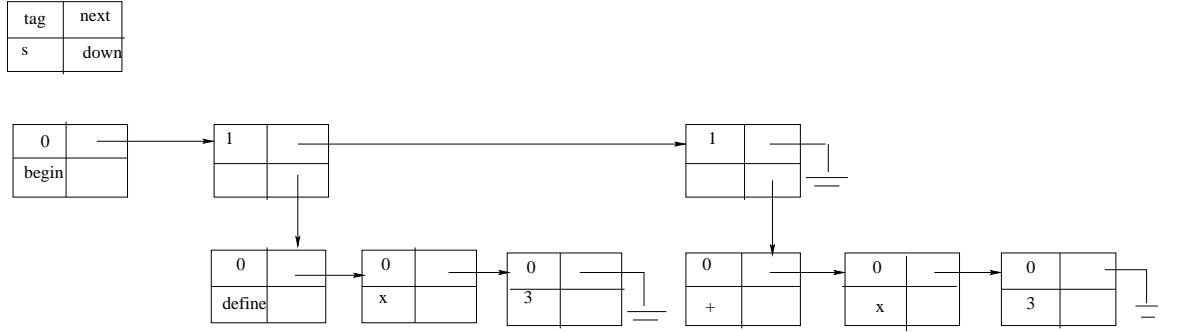 tag next
s down
0 1 1
begin
0 0 0 0 0 0
define x 3 + x 3